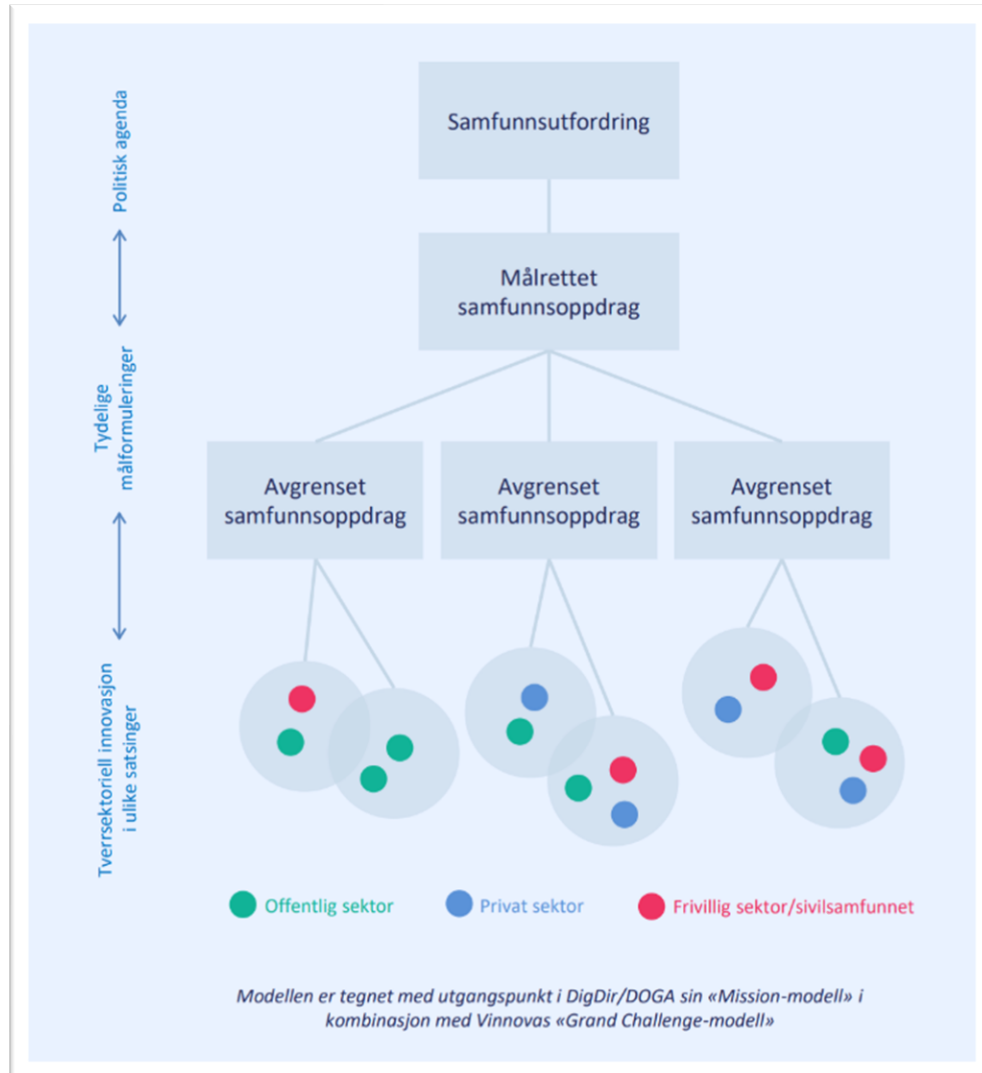 Samfunnsutfordring
Politisk agenda
Målrettet
samfunnsoppdrag
Tydelige
målformuleringer
Avgrenset
samfunnsoppdrag
Avgrenset
samfunnsoppdrag
Avgrenset
samfunnsoppdrag
Tverrsektoriell innovasjon
i ulike satsinger
Offentlig sektor
Privat sektor
Frivillig sektor/sivilsamfunnet
Modellen er tegnet med utgangspunkt i DigDir/DOGA sin «Mission-modell» i
kombinasjon med Vinnovas «Grand Challenge-modell»